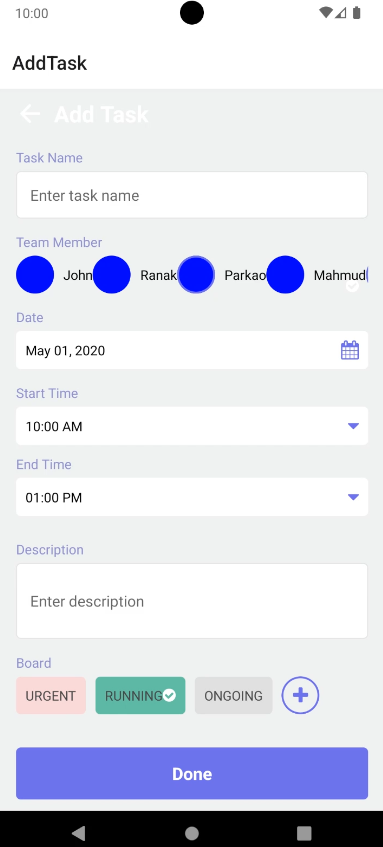 10:00
AddTask
Add Task
Task Name
Enter task name
Team Member
John Ranak Parkao Mahmud
Date
May 01, 2020
Start Time
10:00 AM
End Time
01:00 PM
Description
Enter description
Board
URGENT RUNNING ONGOING
Done